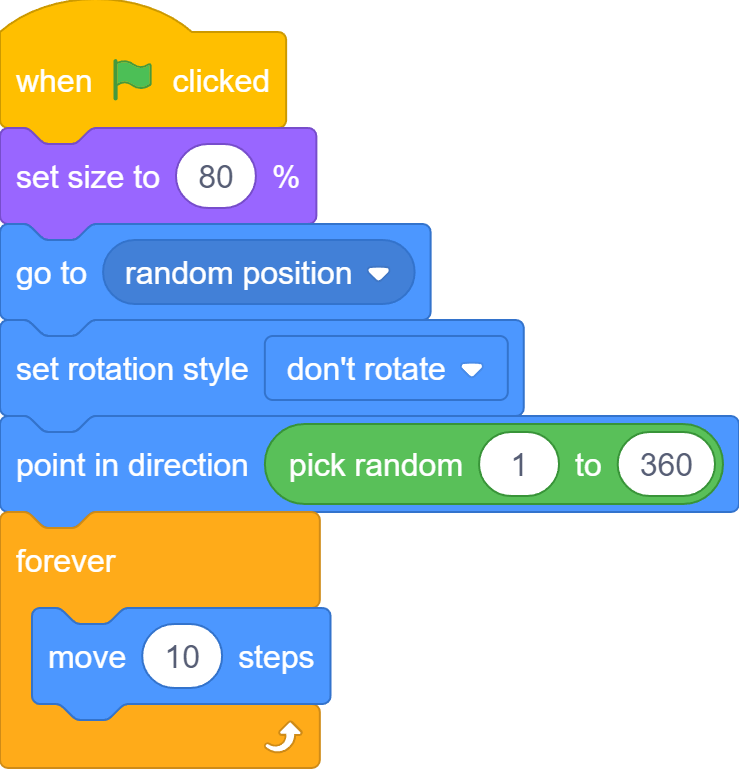 when clicked
set size to 80 %
go to random position
set rotation style don't rotate
point in direction pick random 1 to 360
forever
move 10 steps